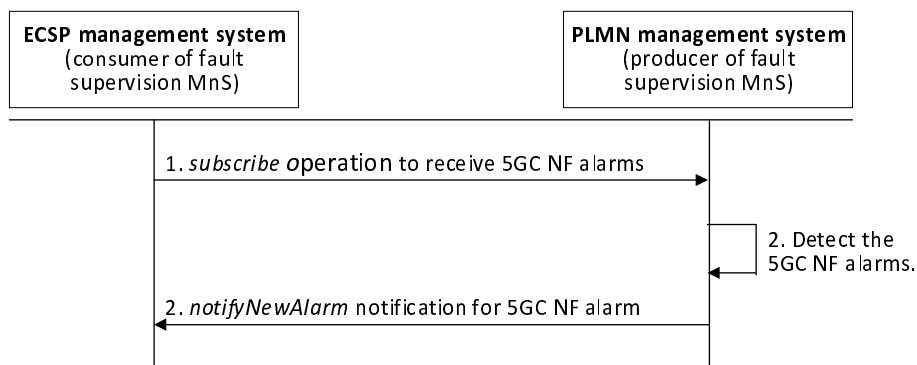 ECSP management system
(consumer of fault
supervision MnS)
PLMN management system
(producer of fault
supervision MnS)
1. subscribe operation to receive 5GC NF alarms
2. Detect the
5GC NF alarms.
2. notifyNewAlarm notification for 5GC NF alarm